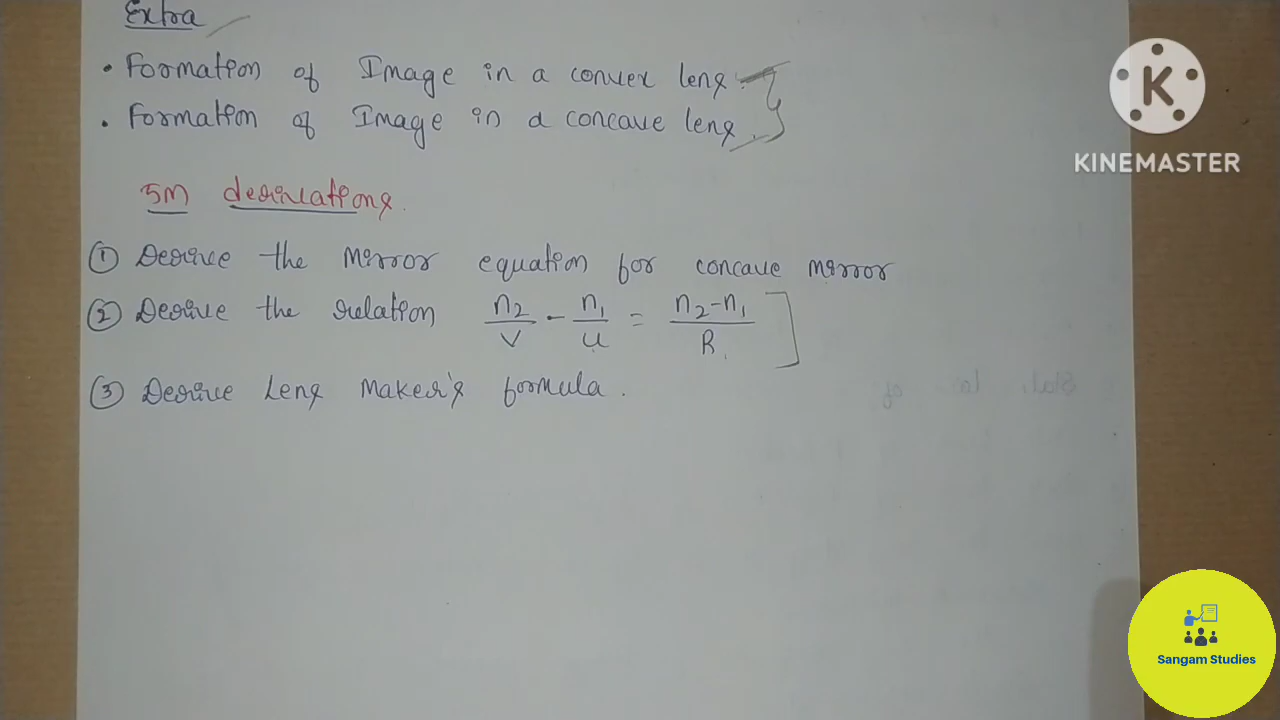 Extra
• Formation of Image in a convex lens.
• Formation of Image in a concave lens.
5M derivations.
① Derive the Mirror equation for concave mirror
② Derive the relation n₂/v - n₁/u = n₂-n₁/R.
③ Derive Lens Maker's formula.
K
KINEMASTER
Sangam Studies